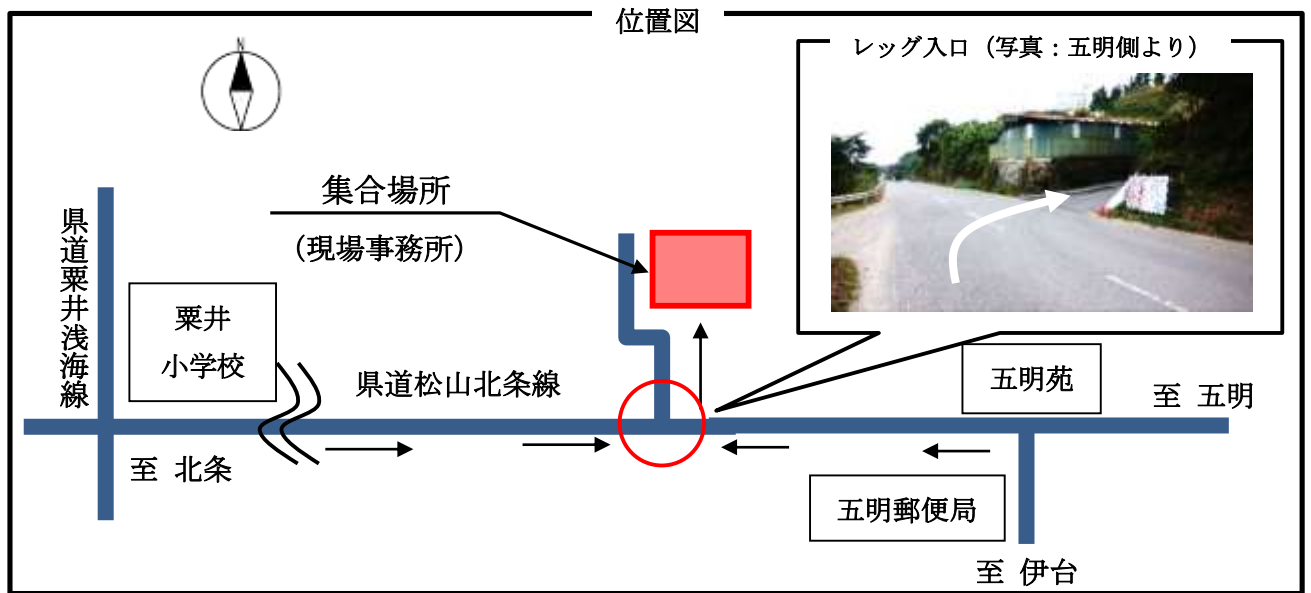 位置図
N
レッグ入口（写真：五明側より）
集合場所
（現場事務所）
県道粟井浅海線
粟井
小学校
県道松山北条線
五明苑
至 五明
至 北条
五明郵便局
至 伊台